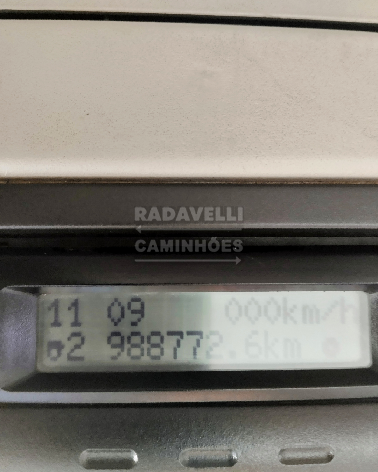 RADAVELLI
CAMINHÕES
11 09 000km/h
2 988772.6km